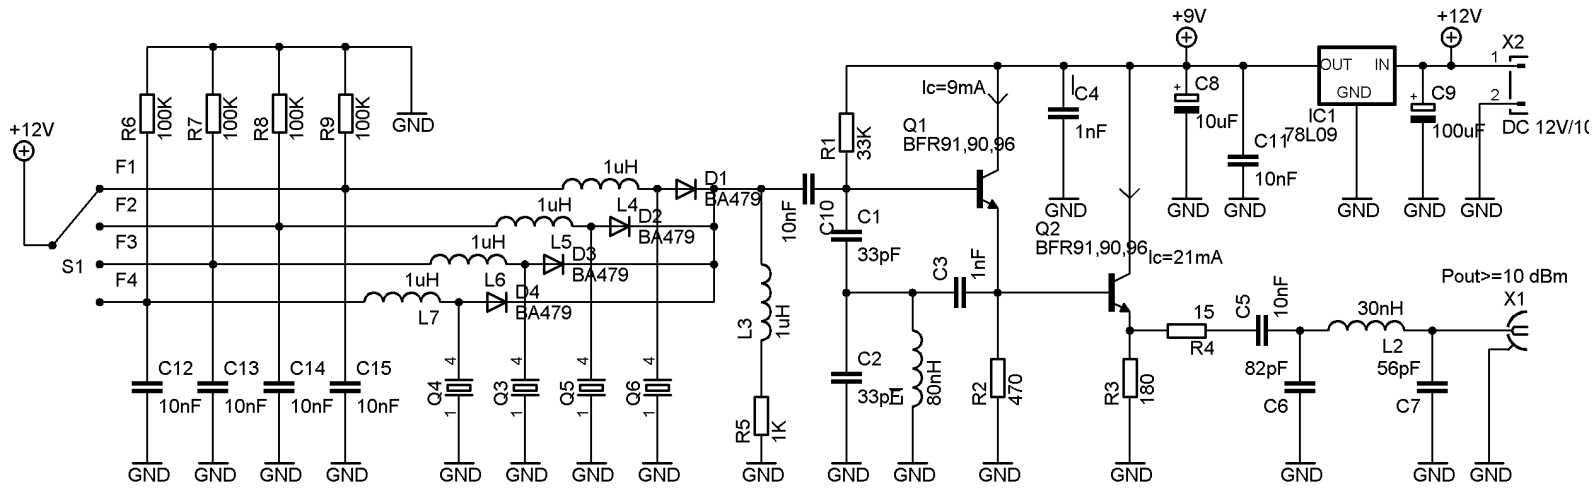 +12V
F1
F2
F3
F4
S1
R6
100K
R7
100K
R8
100K
R9
100K
GND
1uH
D1
BA479
1uH
L4
D2
BA479
1uH
L5
D3
BA479
1uH
L6
D4
BA479
L7
C12
10nF
C13
10nF
C14
10nF
C15
10nF
Q4
4
1
Q3
4
1
Q5
4
1
Q6
4
1
GND
GND
GND
GND
GND
GND
GND
GND
L3
1uH
R5
1K
GND
10nF
C10
R1
33K
C1
33pF
C2
33pF
L1
80nH
GND
GND
C3
1nF
Ic=9mA
Q1
BFR91,90,96
R2
470
GND
C4
1nF
GND
Q2
BFR91,90,96
Ic=21mA
R3
180
GND
+9V
C8
+
10uF
GND
C11
10nF
GND
OUT
IN
GND
IC1
78L09
GND
+12V
C9
+
100uF
GND
X2
1
2
DC 12V/10
GND
15
R4
C5
10nF
82pF
C6
GND
30nH
L2
56pF
C7
GND
Pout>=10 dBm
X1
GND